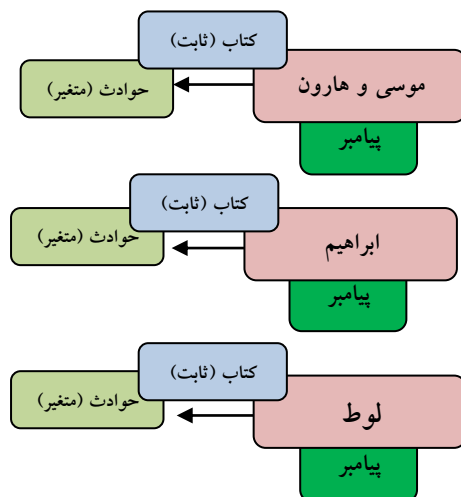 کتاب (ثابت)
موسی و هارون
حوادث (متغیر)
پیامبر
کتاب (ثابت)
ابراهیم
حوادث (متغیر)
پیامبر
کتاب (ثابت)
لوط
حوادث (متغیر)
پیامبر